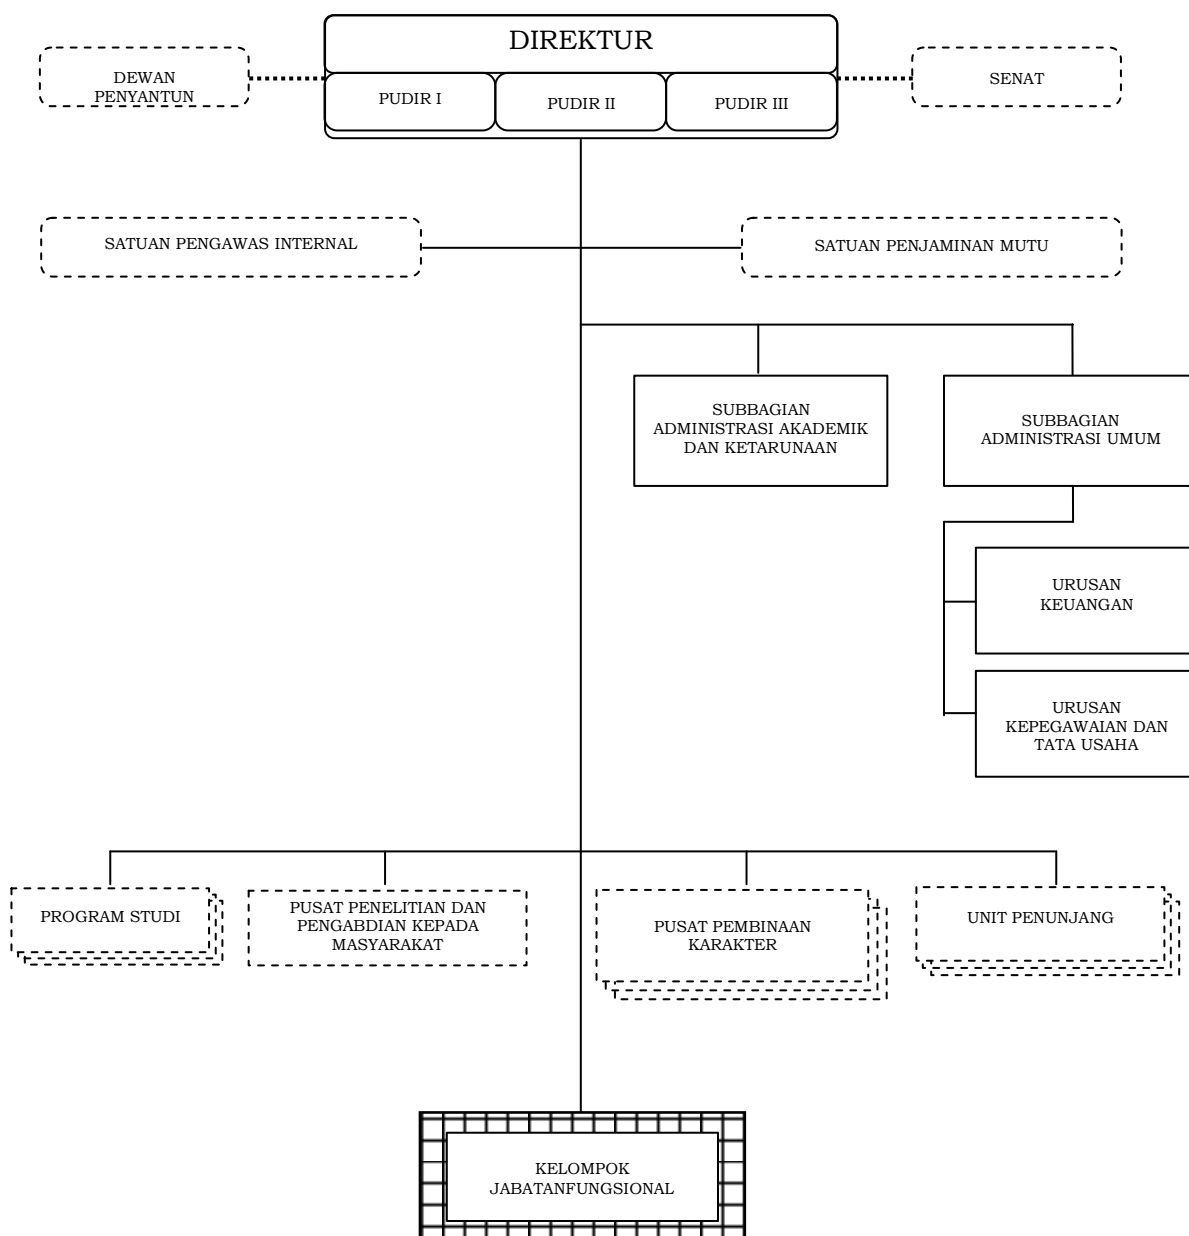 DIREKTUR
DEWAN
PENYANTUN
PUDIR I
PUDIR II
PUDIR III
SENAT
SATUAN PENGAWAS INTERNAL
SATUAN PENJAMINAN MUTU
SUBBAGIAN
ADMINISTRASI AKADEMIK
DAN KETARUNAAN
SUBBAGIAN
ADMINISTRASI UMUM
URUSAN
KEUANGAN
URUSAN
KEPEGAWAIAN DAN
TATA USAHA
PROGRAM STUDI
PUSAT PENELITIAN DAN
PENGABDIAN KEPADA
MASYARAKAT
PUSAT PEMBINAAN
KARAKTER
UNIT PENUNJANG
KELOMPOK
JABATANFUNGSIONAL